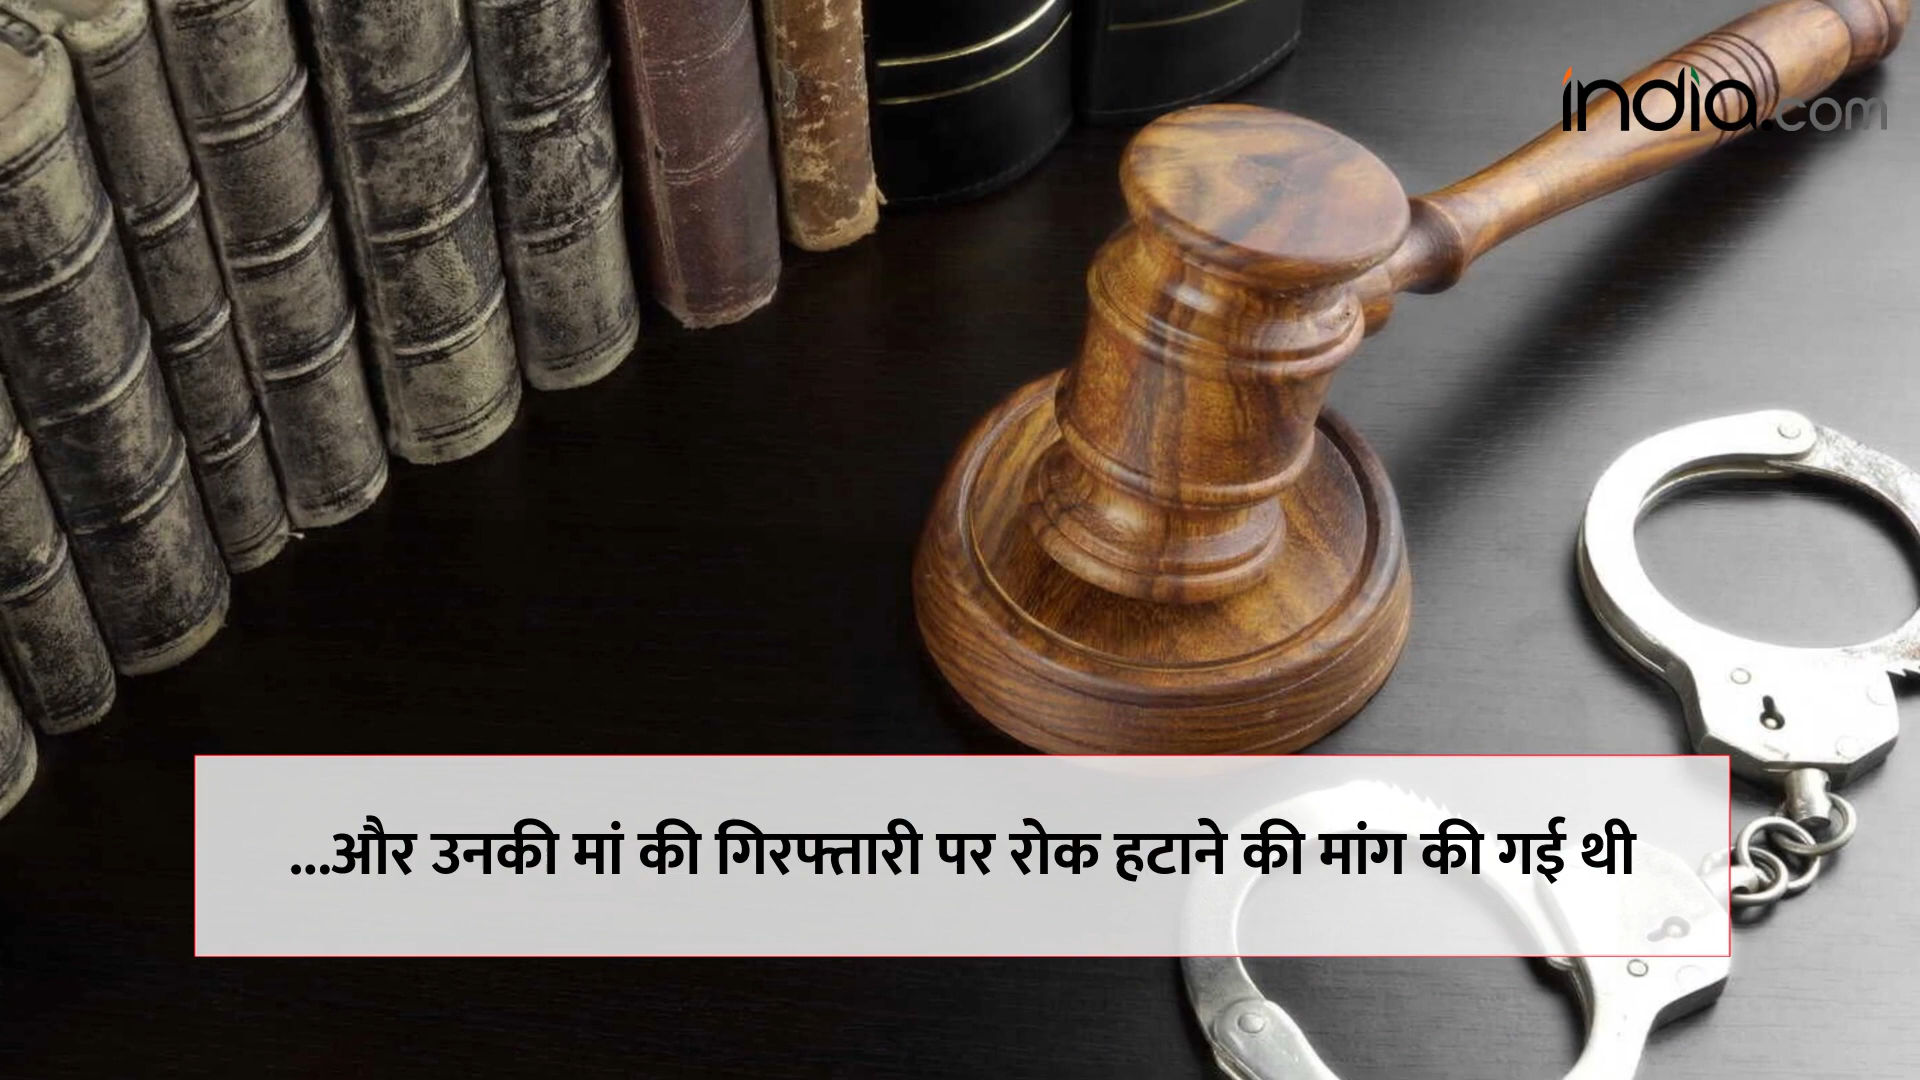 india.com
...और उनकी मां की गिरफ्तारी पर रोक हटाने की मांग की गई थी